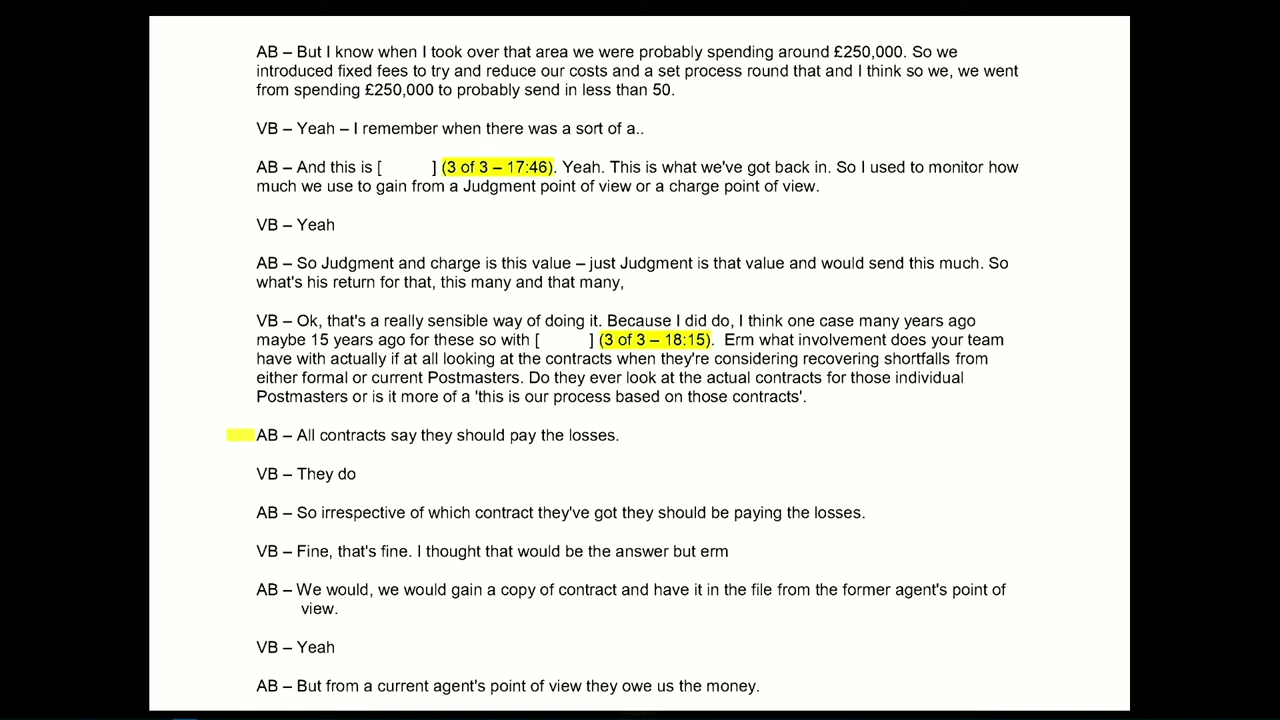 AB – But I know when I took over that area we were probably spending around £250,000. So we
introduced fixed fees to try and reduce our costs and a set process round that and I think so we, we went
from spending £250,000 to probably send in less than 50.
VB – Yeah – I remember when there was a sort of a..
AB – And this is [ ] (3 of 3 – 17:46). Yeah. This is what we've got back in. So I used to monitor how
much we use to gain from a Judgment point of view or a charge point of view.
VB – Yeah
AB – So Judgment and charge is this value – just Judgment is that value and would send this much. So
what's his return for that, this many and that many,
VB – Ok, that's a really sensible way of doing it. Because I did do, I think one case many years ago
maybe 15 years ago for these so with [ ] (3 of 3 – 18:15). Erm what involvement does your team
have with actually if at all looking at the contracts when they're considering recovering shortfalls from
either formal or current Postmasters. Do they ever look at the actual contracts for those individual
Postmasters or is it more of a 'this is our process based on those contracts'.
AB – All contracts say they should pay the losses.
VB – They do
AB – So irrespective of which contract they've got they should be paying the losses.
VB – Fine, that's fine. I thought that would be the answer but erm
AB – We would, we would gain a copy of contract and have it in the file from the former agent's point of
view.
VB – Yeah
AB – But from a current agent's point of view they owe us the money.